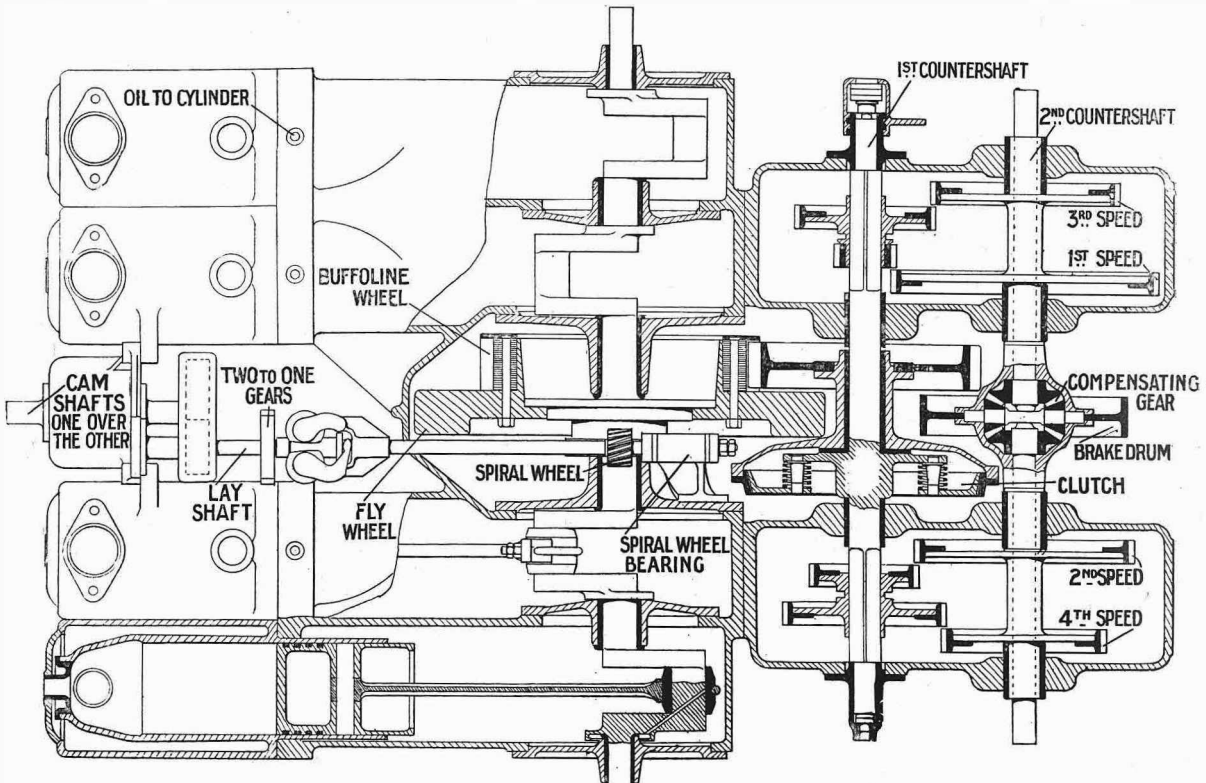 1ST COUNTERSHAFT
OIL TO CYLINDER
2ND COUNTERSHAFT
3RD SPEED
1ST SPEED
BUFFOLINE
WHEEL
CAM
SHAFTS
ONE OVER
THE OTHER
TWO TO ONE
GEARS
COMPENSATING
GEAR
BRAKE DRUM
SPIRAL WHEEL
LAY
SHAFT
FLY
WHEEL
CLUTCH
SPIRAL WHEEL
BEARING
2ND SPEED
4TH SPEED